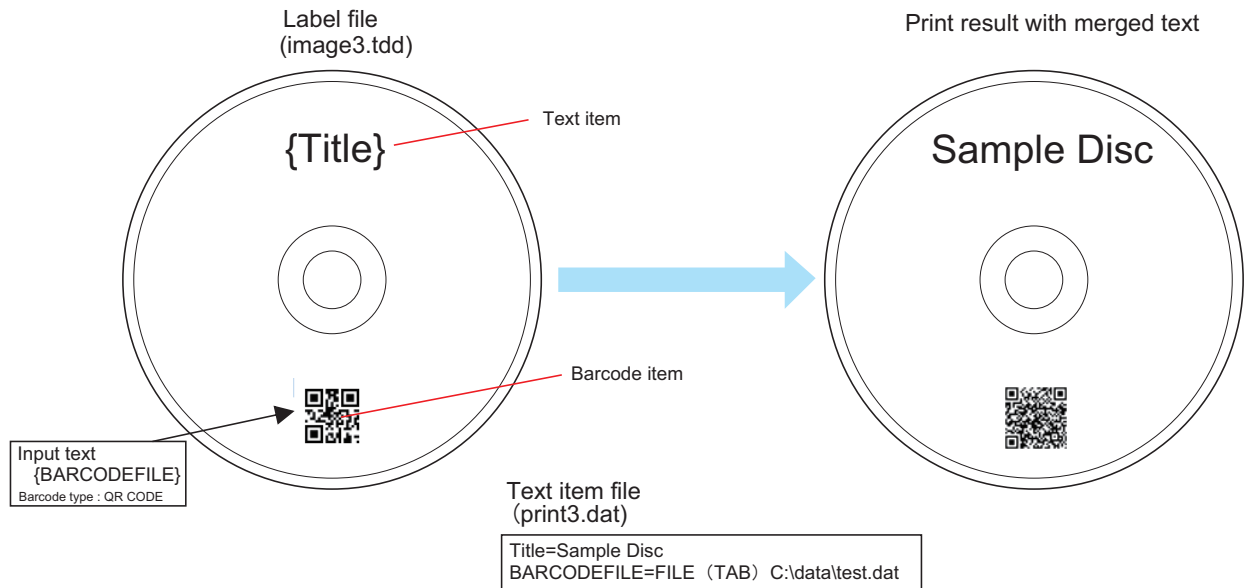 Label file
(image3.tdd)
Print result with merged text
{Title}
Text item
Sample Disc
Barcode item
Input text
{BARCODEFILE}
Barcode type : QR CODE
Text item file
（print3.dat)
Title=Sample Disc
BARCODEFILE=FILE（TAB）C:\data\test.dat